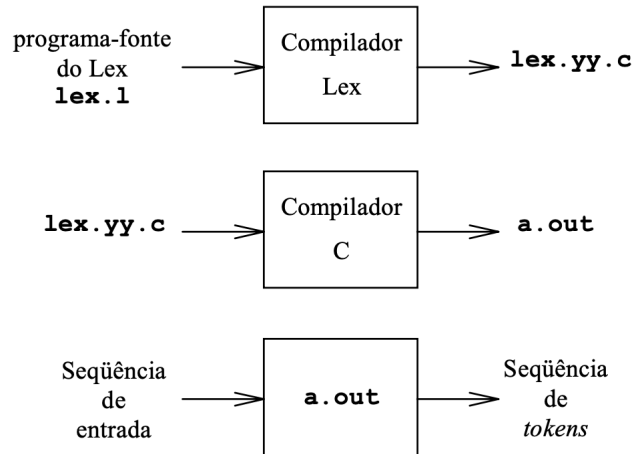 programa-fonte
do Lex
lex.l
Compilador
Lex
lex.yy.c
lex.yy.c
Compilador
C
a.out
Seqüência
de
entrada
a.out
Seqüência
de
tokens